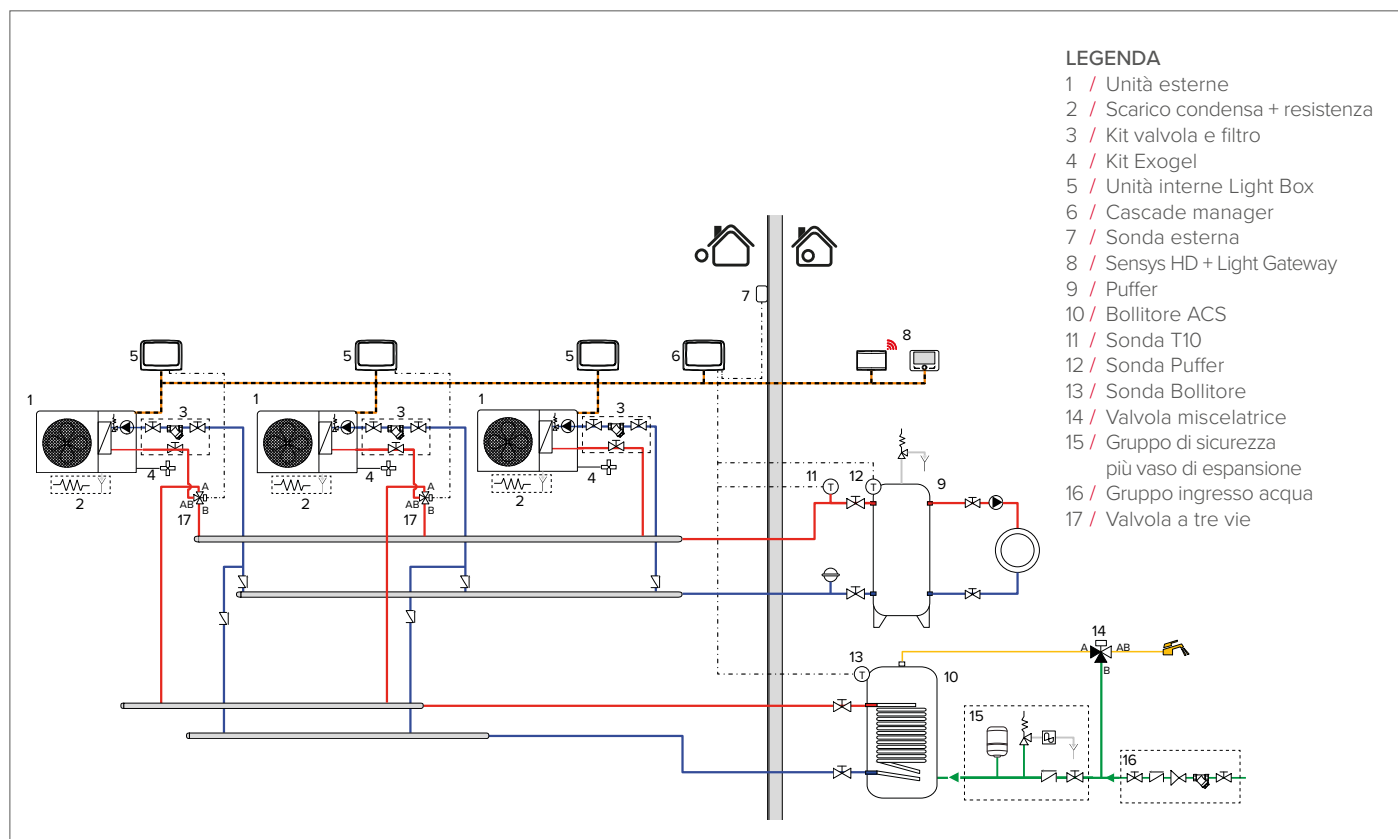 LEGENDA
1 / Unità esterne
2 / Scarico condensa + resistenza
3 / Kit valvola e filtro
4 / Kit Exogel
5 / Unità interne Light Box
6 / Cascade manager
7 / Sonda esterna
8 / Sensys HD + Light Gateway
9 / Puffer
10 / Bollitore ACS
11 / Sonda T10
12 / Sonda Puffer
13 / Sonda Bollitore
14 / Valvola miscelatrice
15 / Gruppo di sicurezza
più vaso di espansione
16 / Gruppo ingresso acqua
17 / Valvola a tre vie
7
5 5 5 6 8
1 3 1 3 1 3
4 4 4
2 2 2
A A
AB B AB B
17 17
11 T 12 T 9
13 T 10
14
A AB
B
15
16